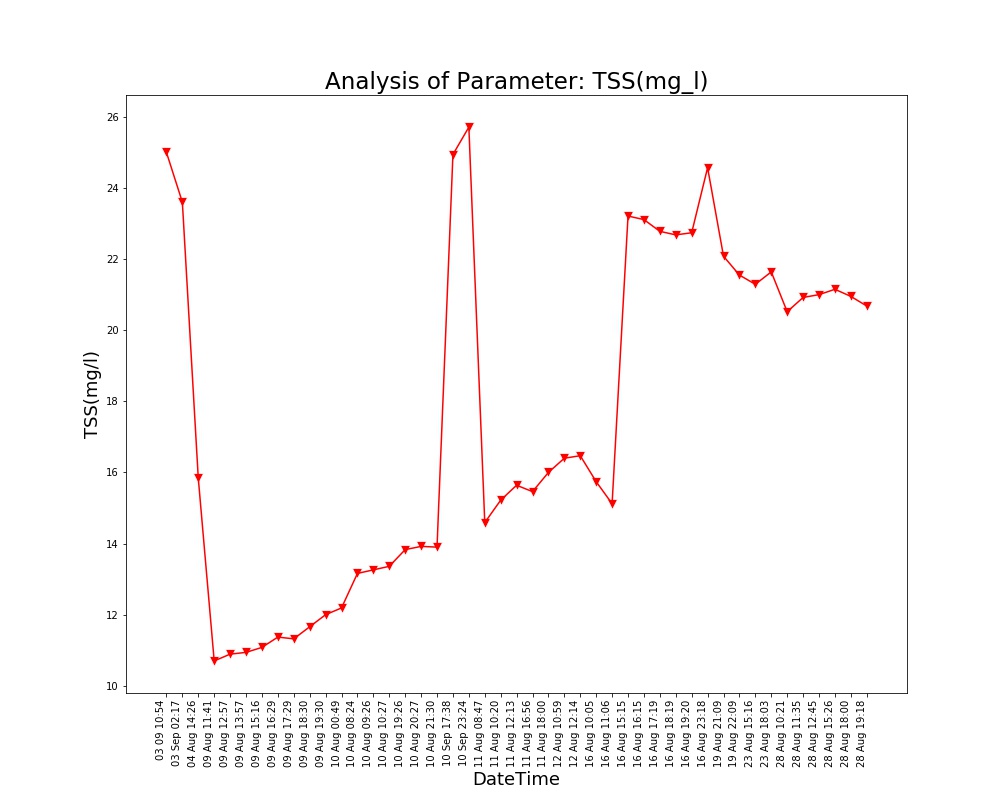 Analysis of Parameter: TSS(mg_l)
26
24
22
20
18
16
14
12
10
TSS(mg/l)
03 09 10:54
03 Sep 02:17
04 Aug 14:26
09 Aug 11:41
09 Aug 12:57
09 Aug 13:57
09 Aug 15:16
09 Aug 16:29
09 Aug 17:29
09 Aug 18:30
09 Aug 19:30
10 Aug 00:49
10 Aug 08:24
10 Aug 09:26
10 Aug 10:27
10 Aug 19:26
10 Aug 20:27
10 Aug 21:30
10 Sep 17:38
10 Sep 23:24
11 Aug 08:47
11 Aug 10:20
11 Aug 12:13
11 Aug 16:56
11 Aug 18:00
12 Aug 10:59
12 Aug 12:14
16 Aug 10:05
16 Aug 11:06
16 Aug 15:15
16 Aug 16:15
16 Aug 17:19
16 Aug 18:19
16 Aug 19:20
16 Aug 23:18
19 Aug 21:09
19 Aug 22:09
23 Aug 15:16
23 Aug 18:03
28 Aug 10:21
28 Aug 11:35
28 Aug 12:45
28 Aug 15:26
28 Aug 18:00
28 Aug 19:18
DateTime